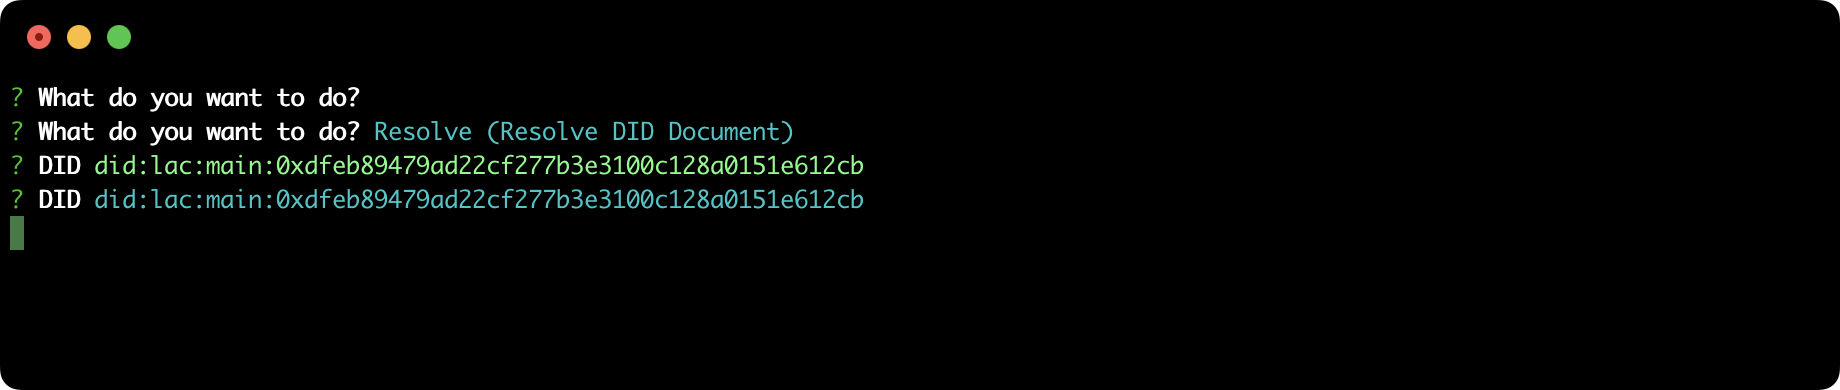 ? What do you want to do?
? What do you want to do? Resolve (Resolve DID Document)
? DID did:lac:main:0xdfeb89479ad22cf277b3e3100c128a0151e612cb
? DID did:lac:main:0xdfeb89479ad22cf277b3e3100c128a0151e612cb